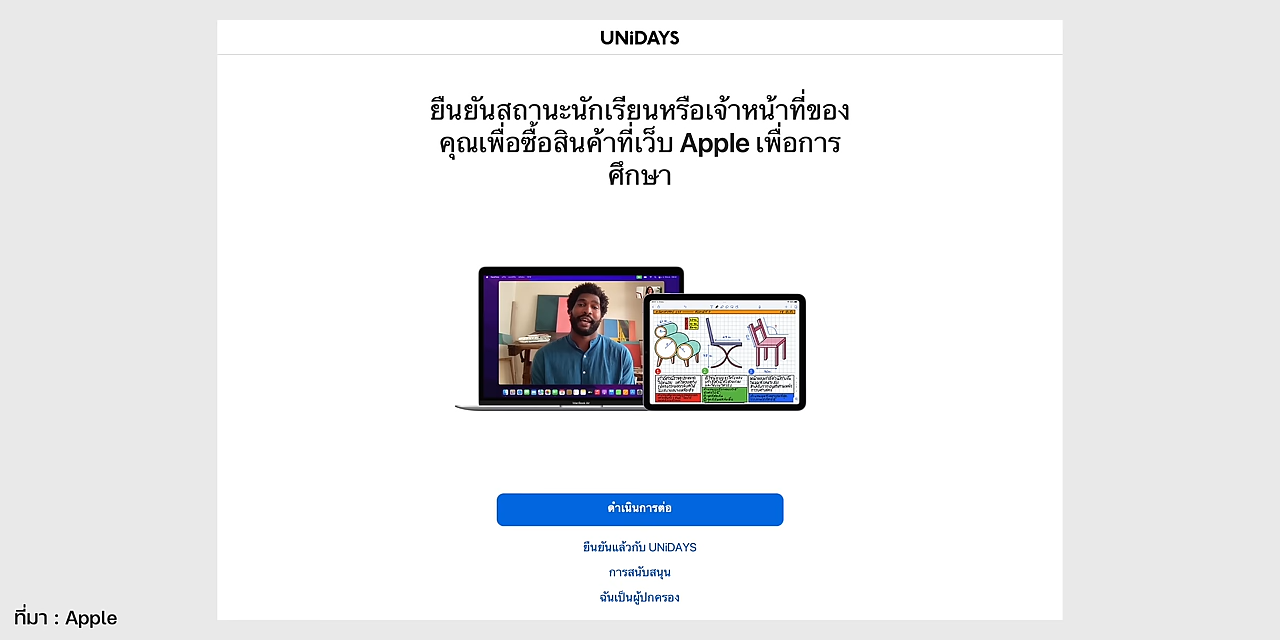 UNiDAYS
ยืนยันสถานะนักเรียนหรือเจ้าหน้าที่ของ
คุณเพื่อซื้อสินค้าที่เว็บ Apple เพื่อการ
ศึกษา
ดำเนินการต่อ
ยืนยันแล้วกับ UNiDAYS
การสนับสนุน
ฉันเป็นผู้ปกครอง
ที่มา : Apple